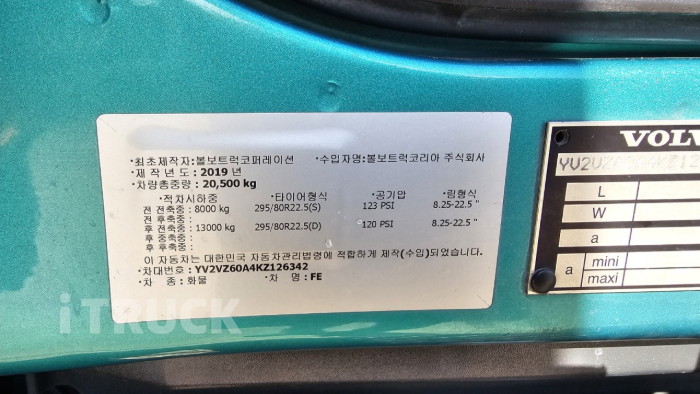 ·최초제작자:볼보트럭코퍼레이션 ·수입자명:볼보트럭코리아 주식회사
·제 작 년 도 : 2019 년
·차량총중량 : 20,500 kg
·적차시하중 ·타이어형식 ·공기압 ·림형식
전 전축중 : 8000 kg 295/80R22.5(S) 123 PSI 8.25-22.5 "
전 후축중 :
후 전축중 : 13000 kg 295/80R22.5(D) 120 PSI 8.25-22.5 "
후 중축중 :
후 후축중 :
이 자동차는 대한민국 자동차관리법령에 적합하게 제작(수입)되었습니다.
·차대번호 : YV2VZ60A4KZ126342
·차 종 : 화물 ·차 명 : FE
VOLV
YV2VZ60A4KZ12
L
W
a
a mini
maxi
iTRUCK